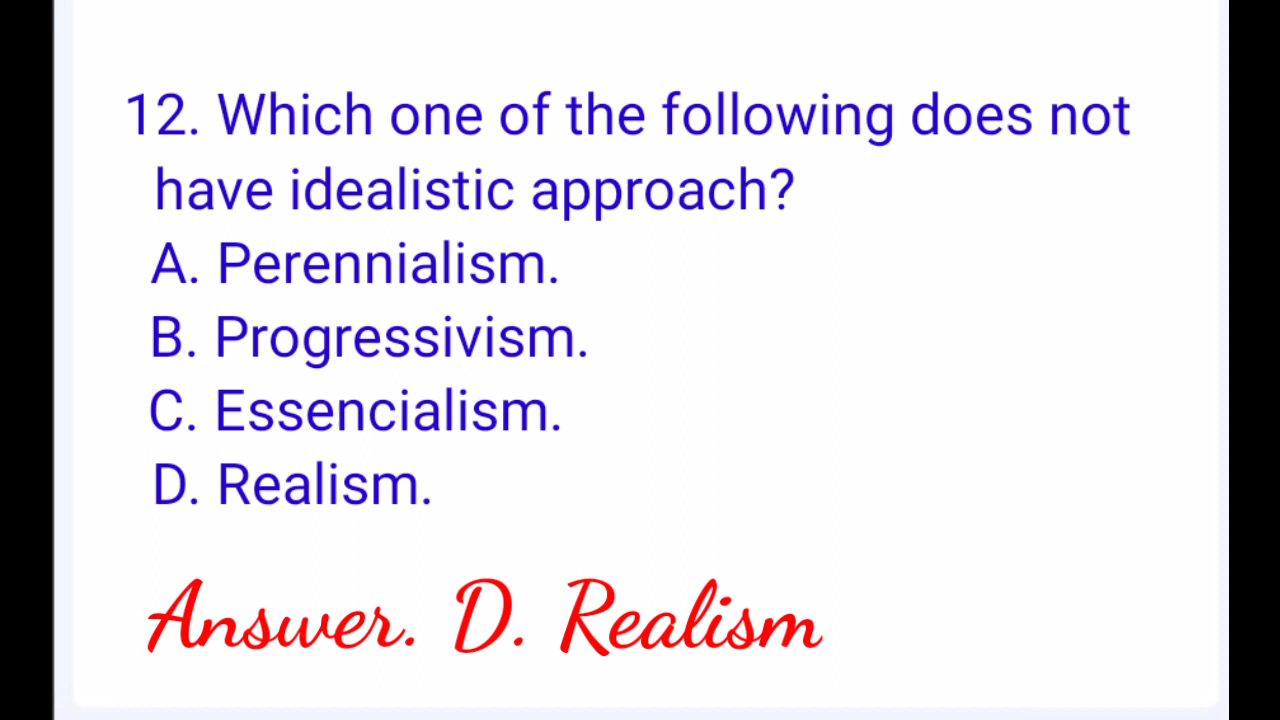 12. Which one of the following does not
have idealistic approach?
A. Perennialism.
B. Progressivism.
C. Essencialism.
D. Realism.
Answer. D. Realism